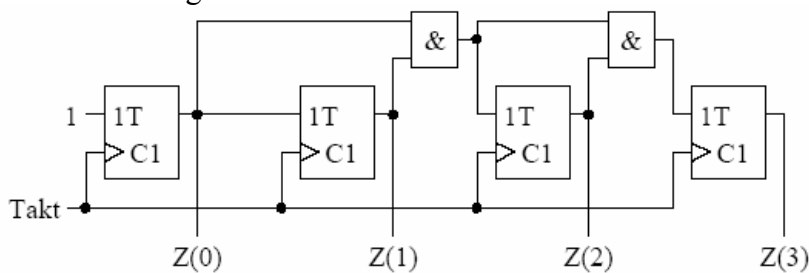 & &
1 1T 1T 1T 1T
C1 C1 C1 C1
Takt
Z(0) Z(1) Z(2) Z(3)